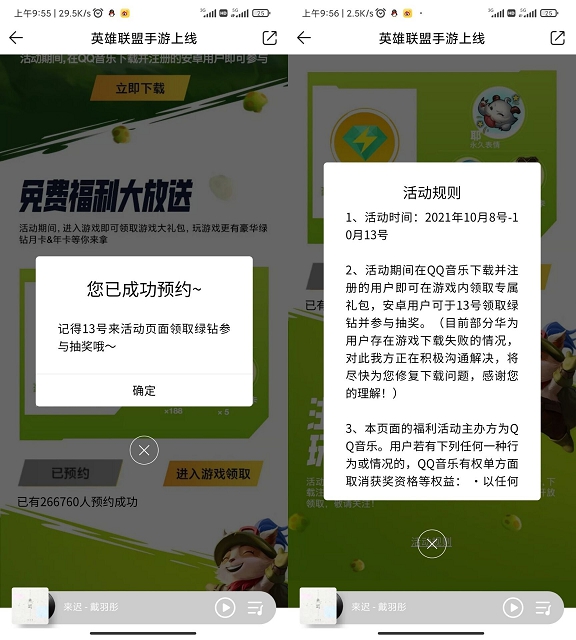 上午9:55 | 29.5K/s
25
英雄联盟手游上线
活动期间,在QQ音乐下载并注册的安卓用户即可参与
立即下载
免费福利大放送
活动期间,进入游戏即可领取游戏大礼包,玩游戏更有豪华绿
钻月卡&年卡等你来拿
您已成功预约~
记得13号来活动页面领取绿钻参
与抽奖哦~
确定
×188
×5
已预约
进入游戏领取
已有266760人预约成功
来迟 - 戴羽彤
上午9:56 | 2.5K/s
25
英雄联盟手游上线
永久表情
活动规则
1、活动时间:2021年10月8号-1
0月13号
2、活动期间在QQ音乐下载并注
册的用户即可在游戏内领取专属
礼包,安卓用户可于13号领取绿
钻并参与抽奖。(目前部分华为
用户存在游戏下载失败的情况,
对此我方正在积极沟通解决,将
尽快为您修复下载问题,感谢您
的理解!)
3、本页面的福利活动主办方为Q
Q音乐。用户若有下列任何一种行
为或情况的,QQ音乐有权单方面
取消获奖资格等权益: ·以任何
领取、敬请关注!
活动规则
来迟 - 戴羽彤